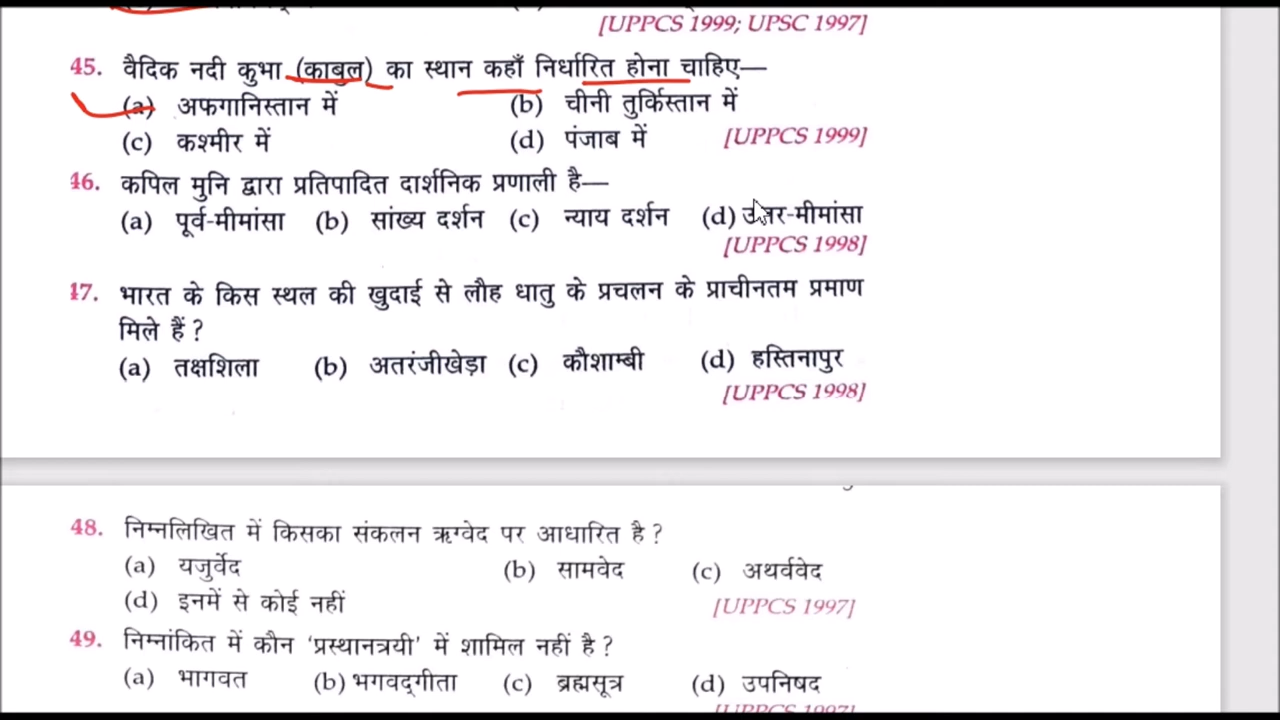 [UPPCS 1999; UPSC 1997]
45. वैदिक नदी कुभा (काबुल) का स्थान कहाँ निर्धारित होना चाहिए—
(a) अफगानिस्तान में (b) चीनी तुर्किस्तान में
(c) कश्मीर में (d) पंजाब में [UPPCS 1999]
46. कपिल मुनि द्वारा प्रतिपादित दार्शनिक प्रणाली है—
(a) पूर्व-मीमांसा (b) सांख्य दर्शन (c) न्याय दर्शन (d) उत्तर-मीमांसा
[UPPCS 1998]
47. भारत के किस स्थल की खुदाई से लौह धातु के प्रचलन के प्राचीनतम प्रमाण
मिले हैं ?
(a) तक्षशिला (b) अतरंजीखेड़ा (c) कौशाम्बी (d) हस्तिनापुर
[UPPCS 1998]
48. निम्नलिखित में किसका संकलन ऋग्वेद पर आधारित है ?
(a) यजुर्वेद (b) सामवेद (c) अथर्ववेद
(d) इनमें से कोई नहीं [UPPCS 1997]
49. निम्नांकित में कौन 'प्रस्थानत्रयी' में शामिल नहीं है ?
(a) भागवत (b) भगवद्गीता (c) ब्रह्मसूत्र (d) उपनिषद
[UPPCS 1997]